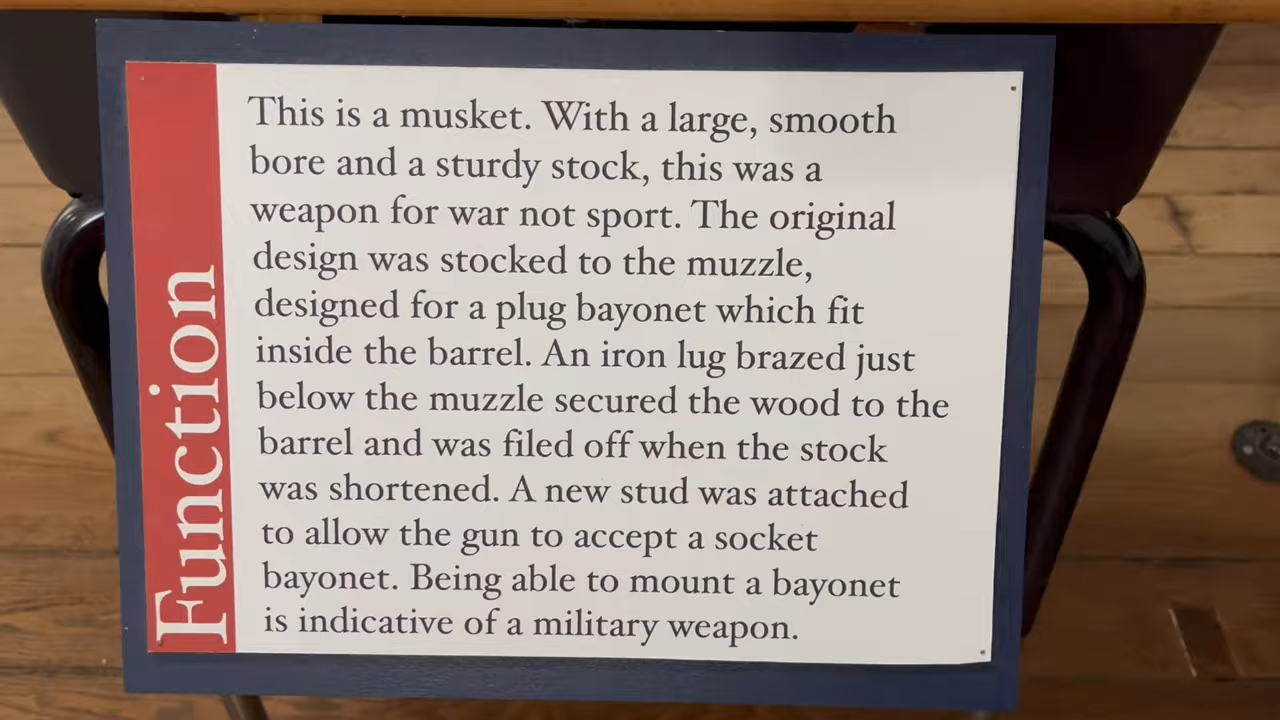 Function
This is a musket. With a large, smooth
bore and a sturdy stock, this was a
weapon for war not sport. The original
design was stocked to the muzzle,
designed for a plug bayonet which fit
inside the barrel. An iron lug brazed just
below the muzzle secured the wood to the
barrel and was filed off when the stock
was shortened. A new stud was attached
to allow the gun to accept a socket
bayonet. Being able to mount a bayonet
is indicative of a military weapon.